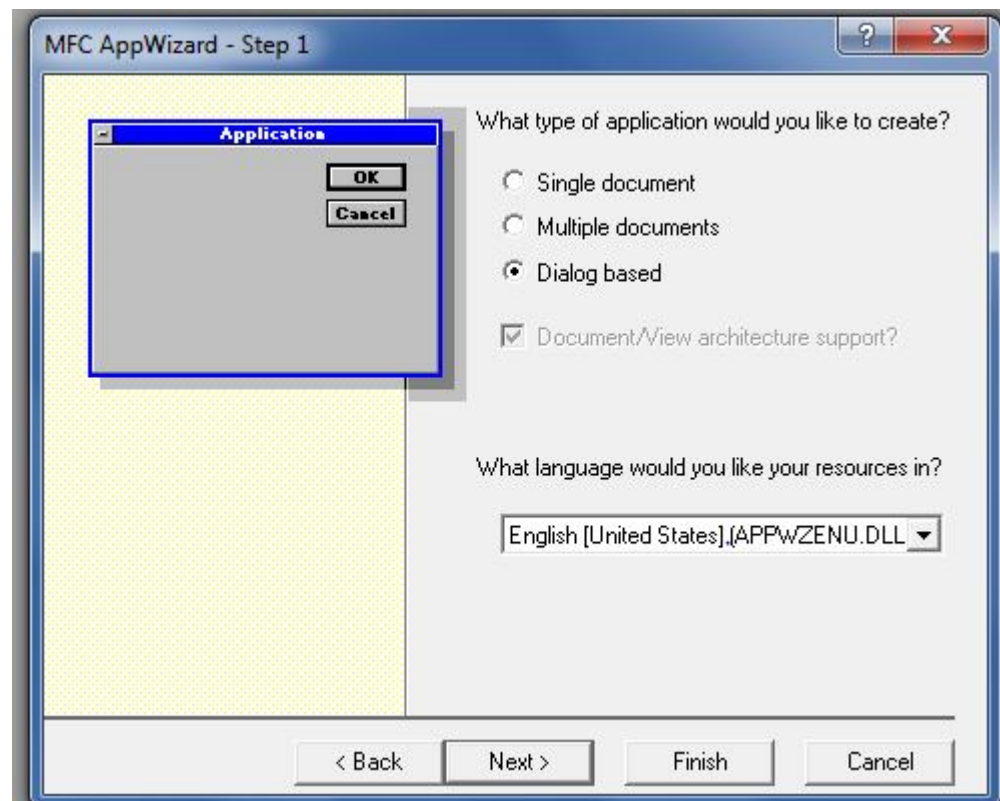 MFC AppWizard - Step 1
?
X
Application
OK
Cancel
What type of application would you like to create?
Single document
Multiple documents
Dialog based
Document/View architecture support?
What language would you like your resources in?
English [United States],(APPWZENU.DLL
< Back
Next >
Finish
Cancel